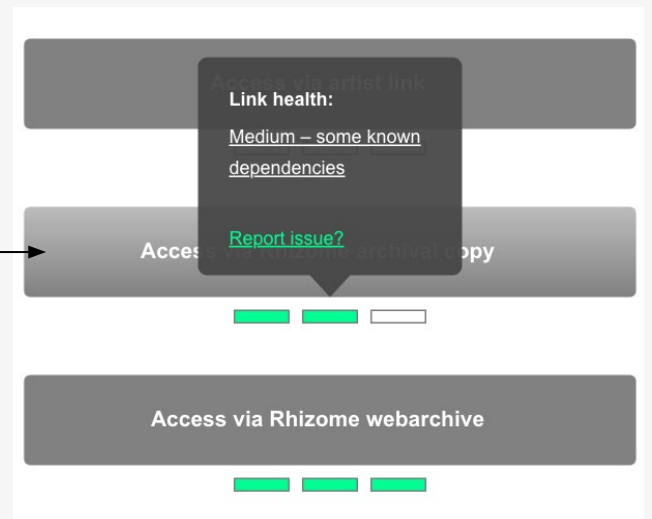 Access via artist link
Link health:
Medium – some known
dependencies
Report issue?
Access via Rhizome archival copy
Access via Rhizome webarchive